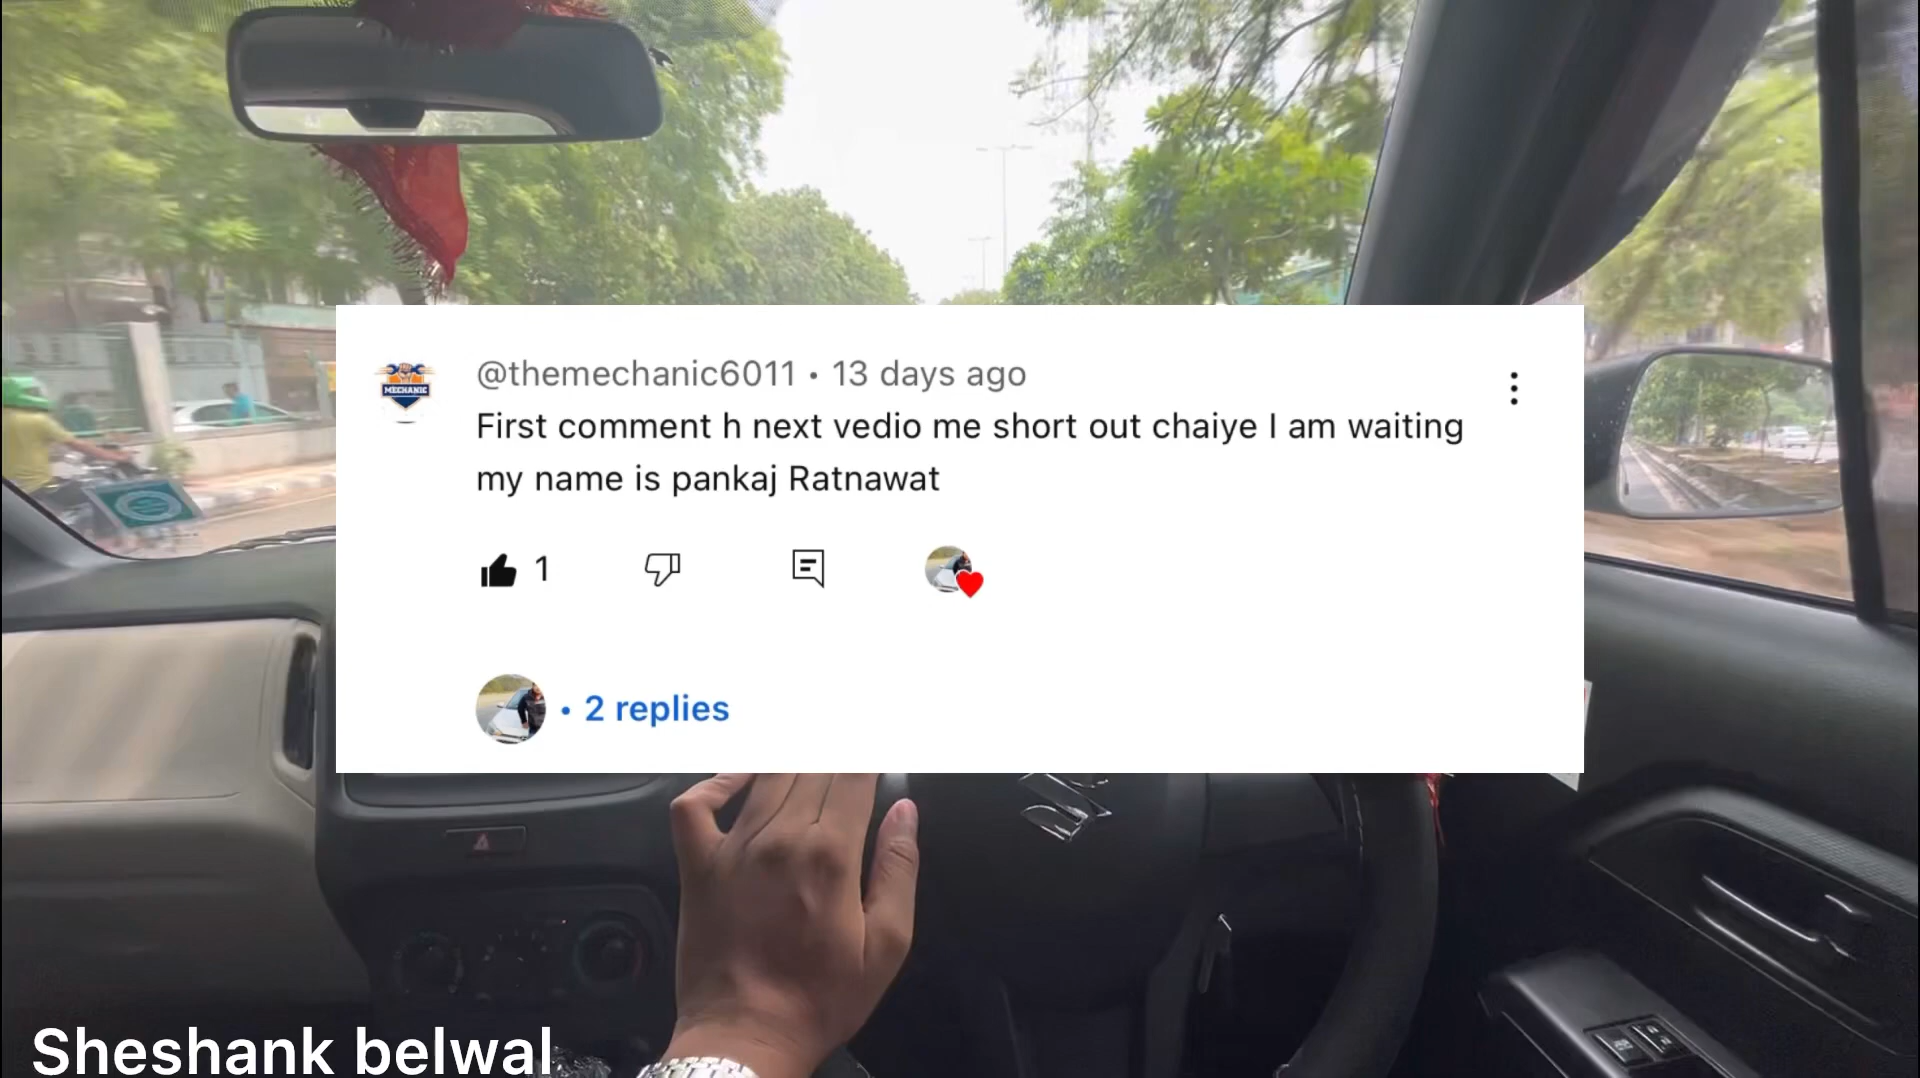 @themechanic6011 • 13 days ago
First comment h next vedio me short out chaiye I am waiting
my name is pankaj Ratnawat
1
• 2 replies
MECHANIC
Sheshank belwal